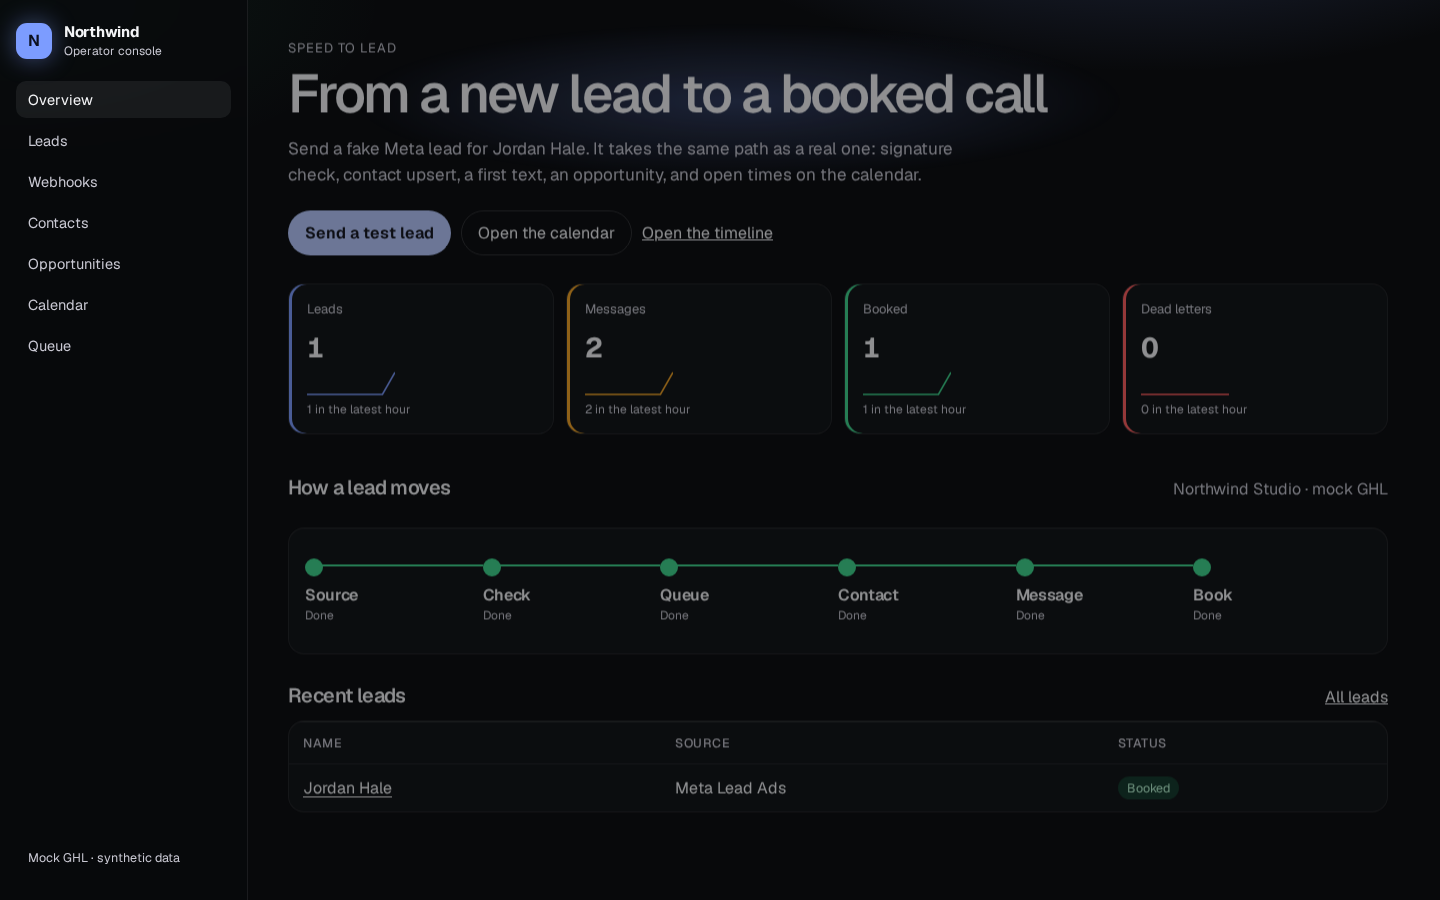 N
Northwind
Operator console
Overview
Leads
Webhooks
Contacts
Opportunities
Calendar
Queue
Mock GHL · synthetic data
SPEED TO LEAD
From a new lead to a booked call
Send a fake Meta lead for Jordan Hale. It takes the same path as a real one: signature
check, contact upsert, a first text, an opportunity, and open times on the calendar.
Send a test lead
Open the calendar
Open the timeline
Leads
1
1 in the latest hour
Messages
2
2 in the latest hour
Booked
1
1 in the latest hour
Dead letters
0
0 in the latest hour
How a lead moves
Northwind Studio · mock GHL
Source
Done
Check
Done
Queue
Done
Contact
Done
Message
Done
Book
Done
Recent leads
All leads
NAME SOURCE STATUS
Jordan Hale Meta Lead Ads Booked